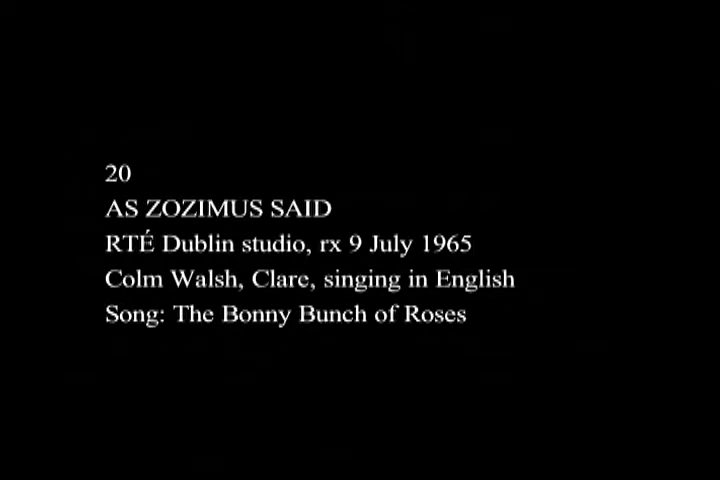 20
AS ZOZIMUS SAID
RTÉ Dublin studio, rx 9 July 1965
Colm Walsh, Clare, singing in English
Song: The Bonny Bunch of Roses